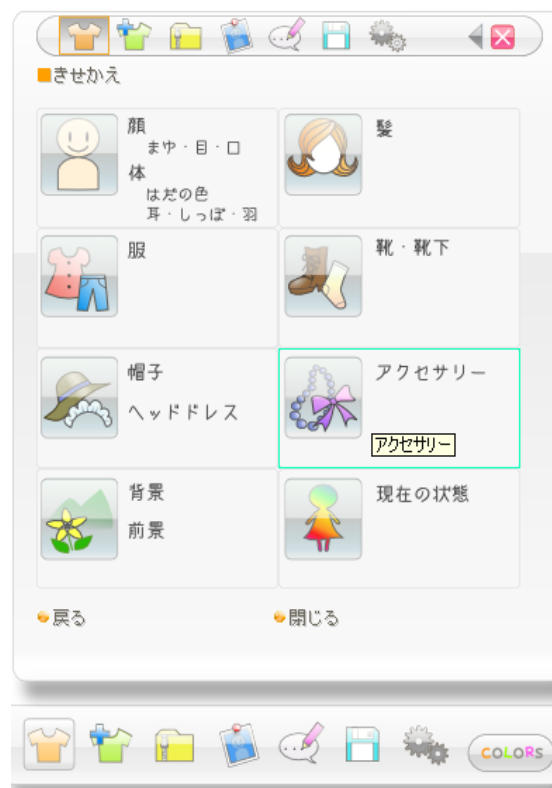 きせかえ
顔
まゆ・目・口
体
はだの色
耳・しっぽ・羽
髪
服
靴・靴下
帽子
ヘッドドレス
アクセサリー
アクセサリー
背景
前景
現在の状態
戻る
閉じる
COLORS